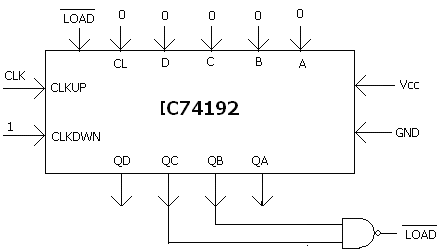 LOAD 0 0 0 0 0
CL D C B A
CLK CLKUP Vcc
IC74192
1 CLKDWN GND
QD QC QB QA
LOAD